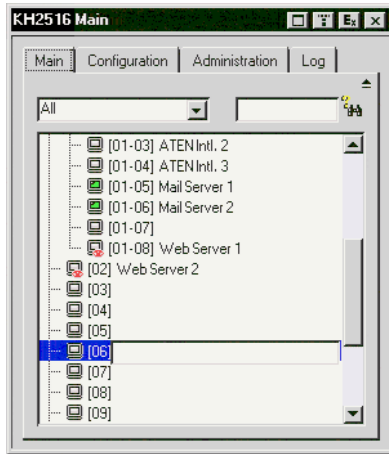 KH2516 Main
Ex
Main Configuration Administration Log
All
[01-03] ATEN Intl. 2
[01-04] ATEN Intl. 3
[01-05] Mail Server 1
[01-06] Mail Server 2
[01-07]
[01-08] Web Server 1
[02] Web Server 2
[03]
[04]
[05]
[06]
[07]
[08]
[09]